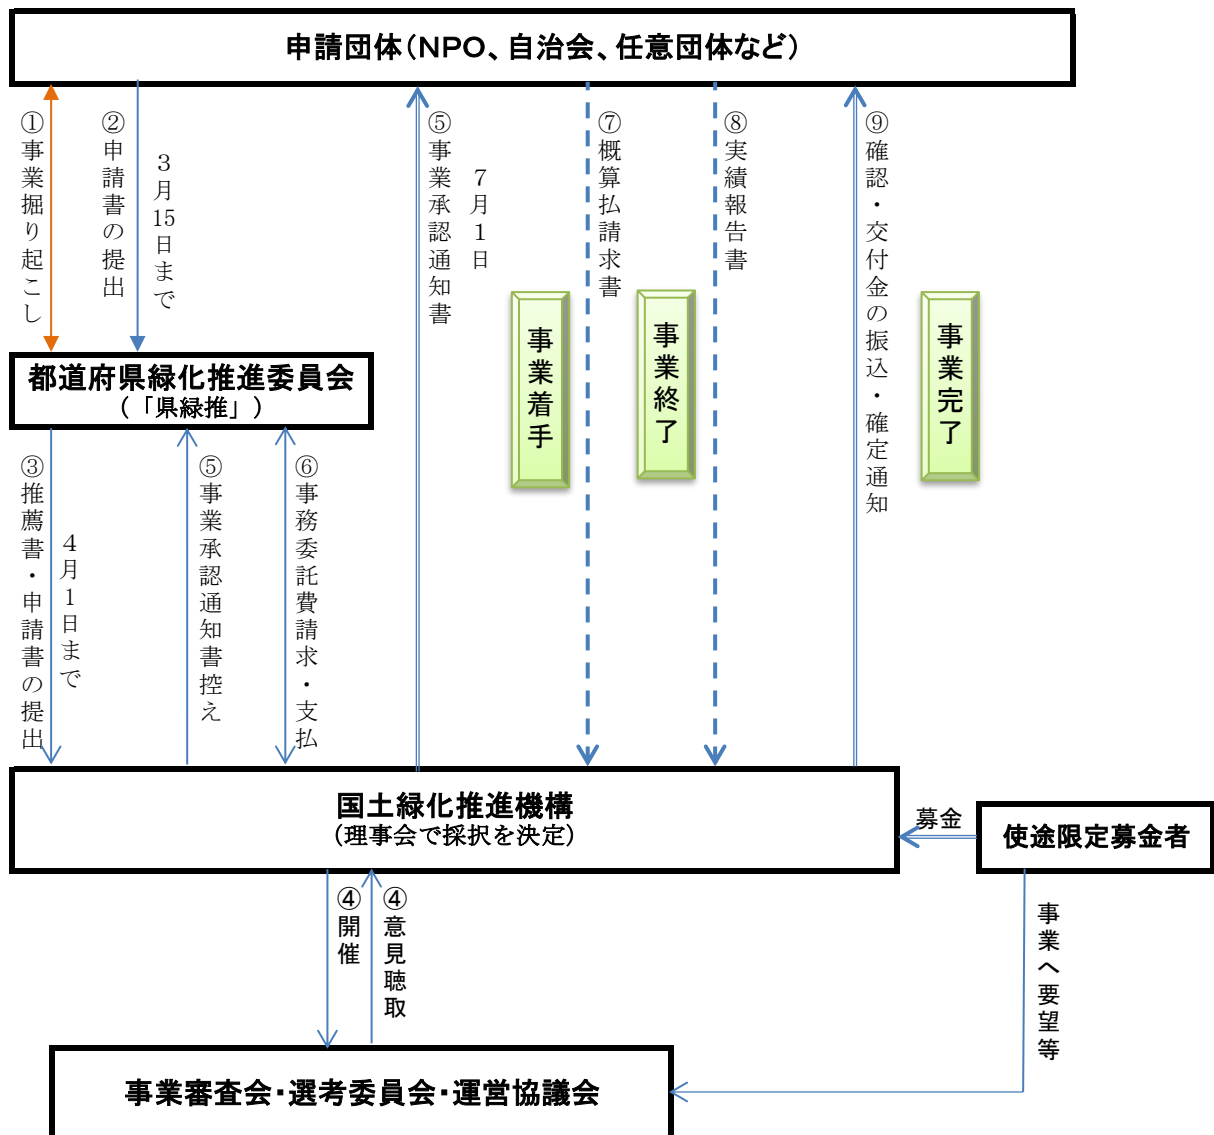 申請団体(NPO、自治会、任意団体など)
①事業掘り起こし
②申請書の提出
３月15日まで
⑤事業承認通知書
７月１日
⑦概算払請求書
⑧実績報告書
⑨確認・交付金の振込・確定通知
事業着手
事業終了
事業完了
都道府県緑化推進委員会
(「県緑推」)
③推薦書・申請書の提出
４月１日まで
⑤事業承認通知書控え
⑥事務委託費請求・支払
国土緑化推進機構
(理事会で採択を決定)
募金
使途限定募金者
④開催
④意見聴取
事業へ要望等
事業審査会・選考委員会・運営協議会